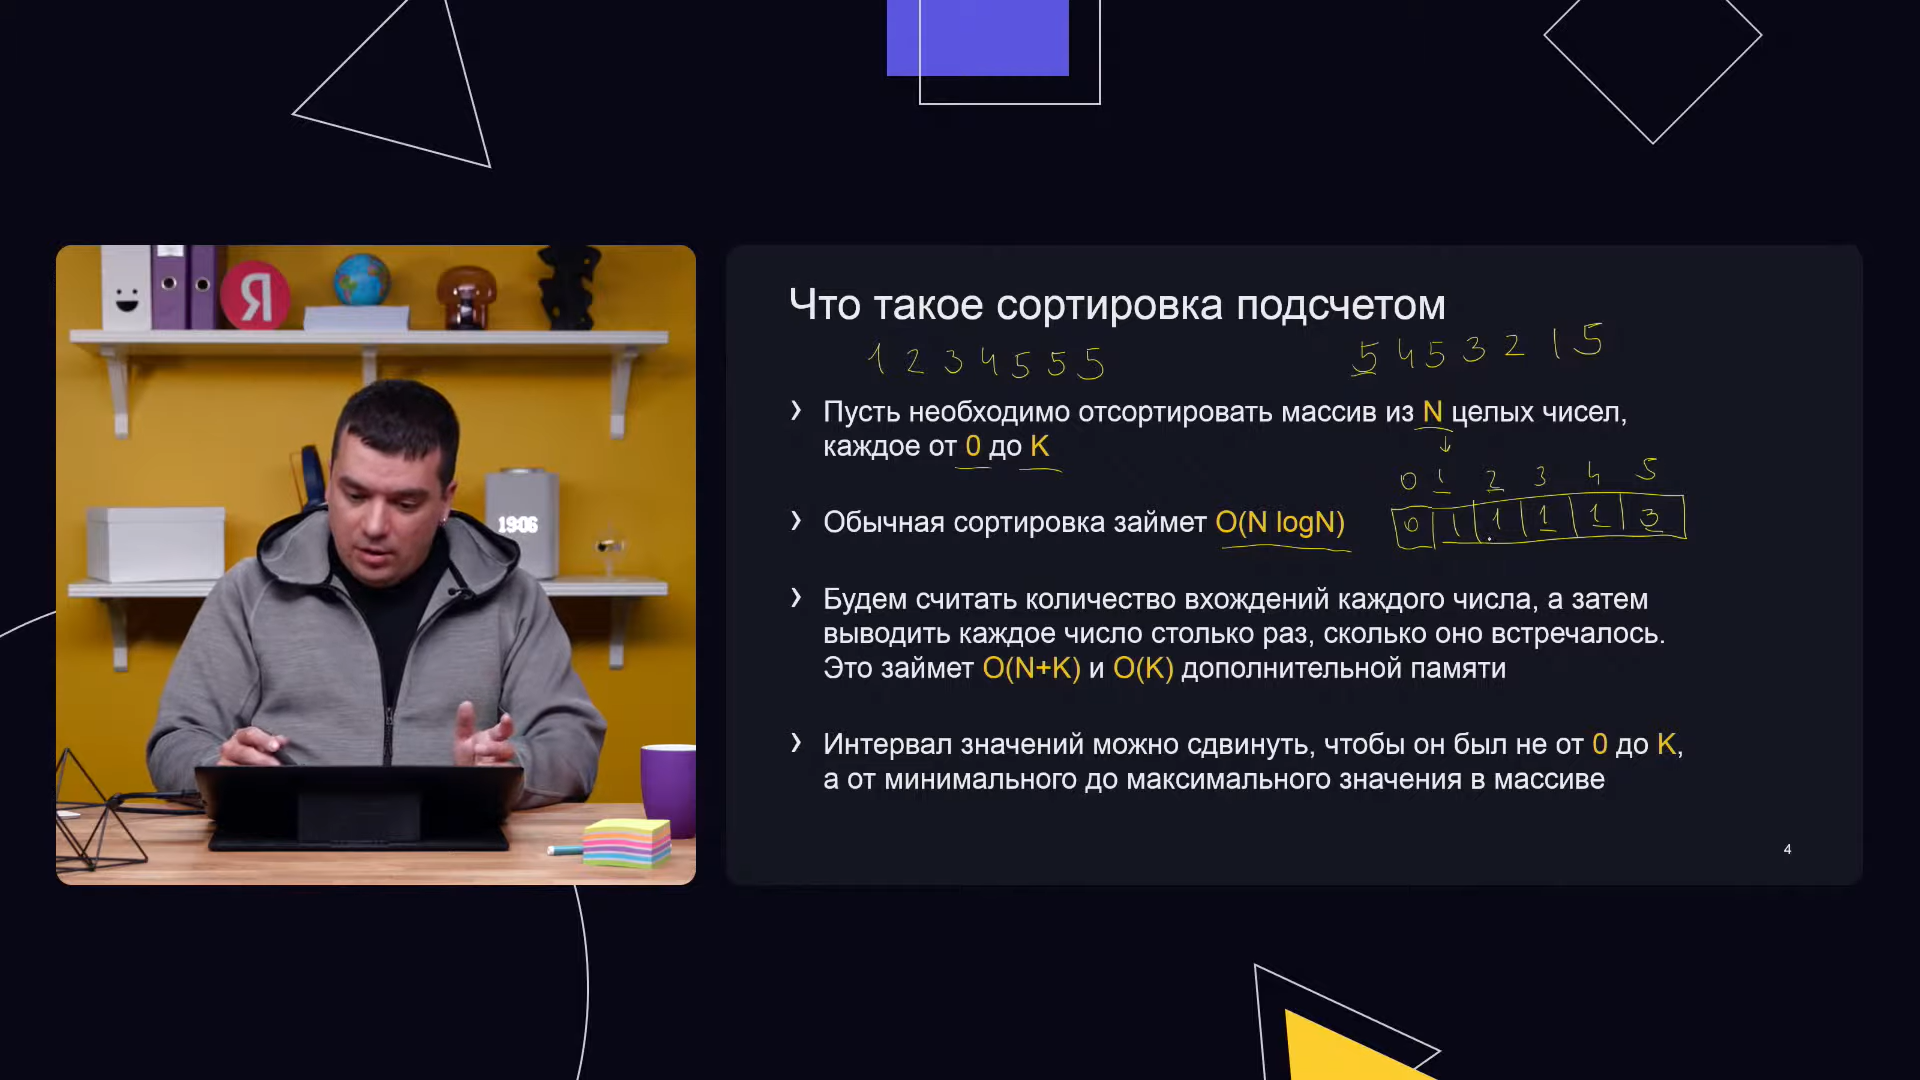 Я
19:06
Что такое сортировка подсчетом
1 2 3 4 5 5 5
5 4 5 3 2 1 5
› Пусть необходимо отсортировать массив из N целых чисел,
каждое от 0 до K
0 1 2 3 4 5
0 1 1 1 1 3
› Обычная сортировка займет O(N logN)
› Будем считать количество вхождений каждого числа, а затем
выводить каждое число столько раз, сколько оно встречалось.
Это займет O(N+K) и O(K) дополнительной памяти
› Интервал значений можно сдвинуть, чтобы он был не от 0 до K,
а от минимального до максимального значения в массиве
4